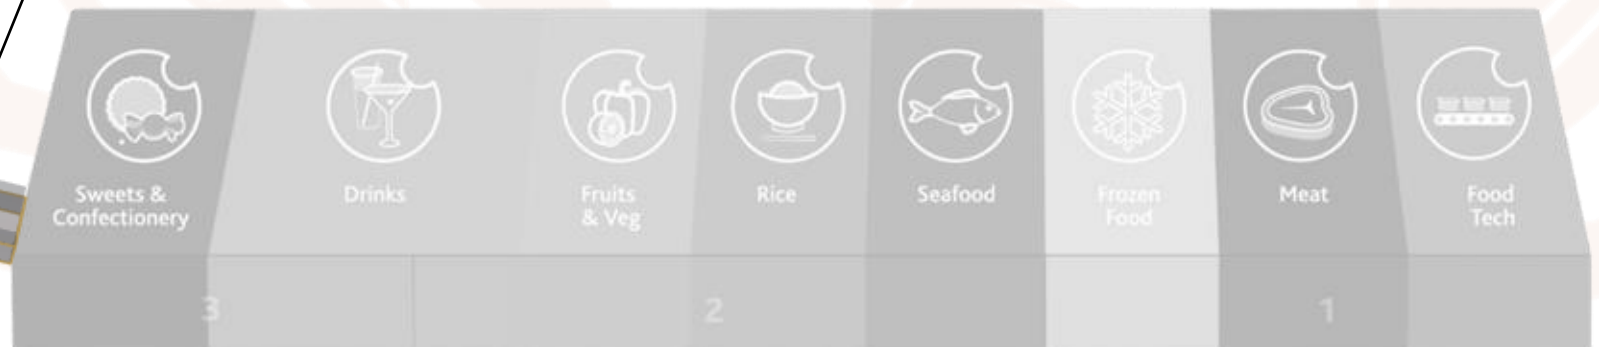 Sweets &
Confectionery
Drinks
Fruits
& Veg
Rice
Seafood
Frozen
Food
Meat
Food
Tech
3
2
1